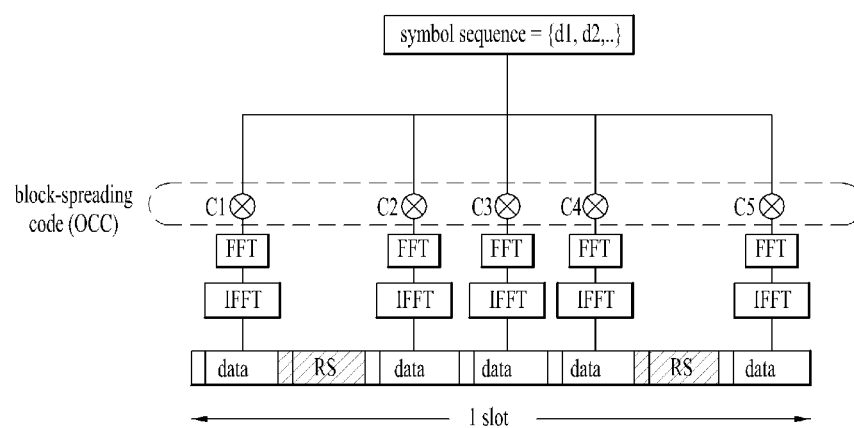 symbol sequence = {d1, d2,..}
block-spreading
code (OCC)
C1 C2 C3 C4 C5
FFT FFT FFT FFT FFT
IFFT IFFT IFFT IFFT IFFT
data RS data data data RS data
1 slot